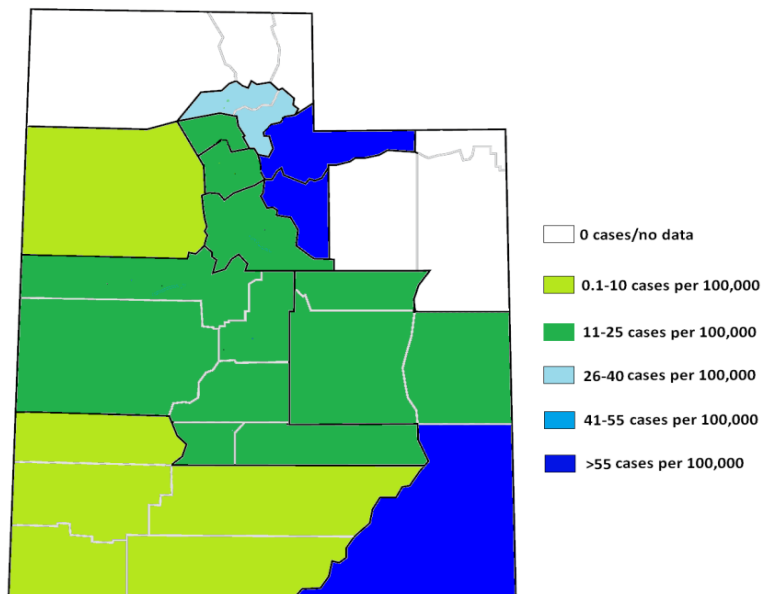 0 cases/no data
0.1-10 cases per 100,000
11-25 cases per 100,000
26-40 cases per 100,000
41-55 cases per 100,000
>55 cases per 100,000